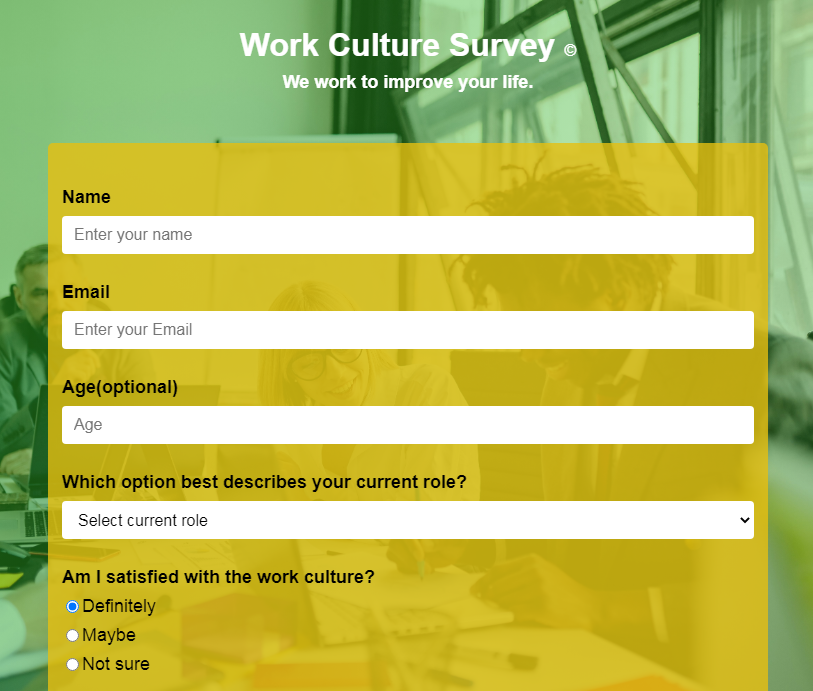 Work Culture Survey ©
We work to improve your life.
Name
Enter your name
Email
Enter your Email
Age(optional)
Age
Which option best describes your current role?
Select current role
Am I satisfied with the work culture?
Definitely
Maybe
Not sure